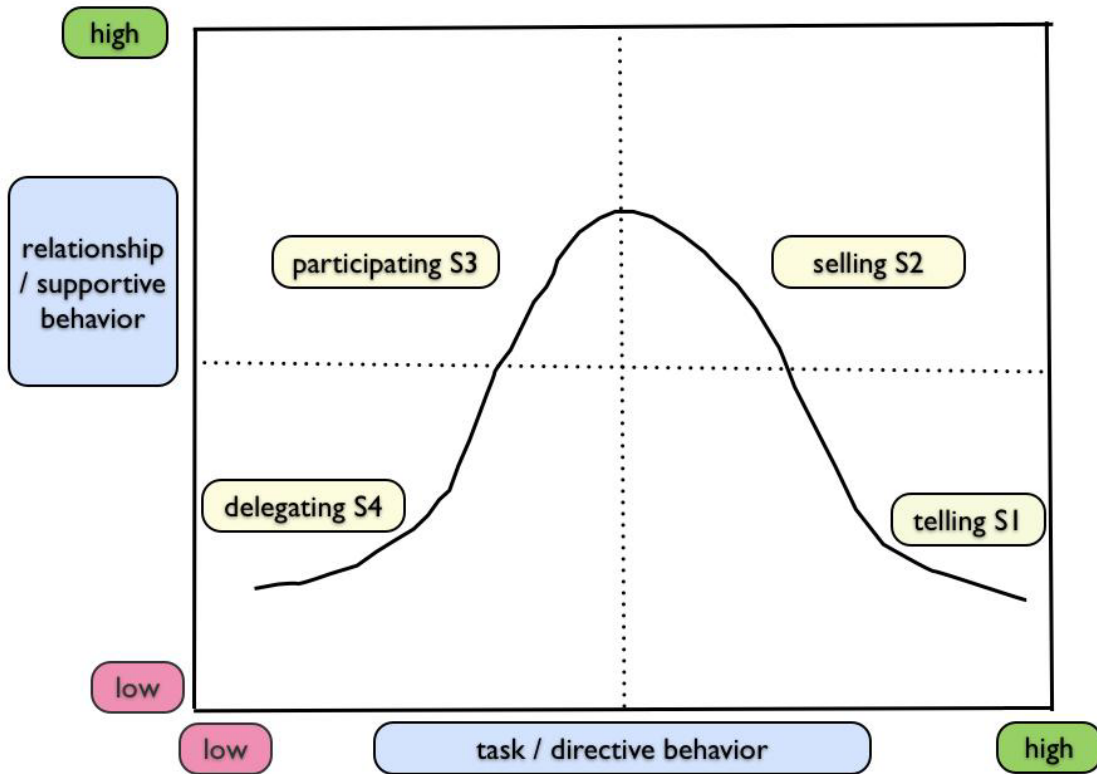 high
relationship
/ supportive
behavior
participating S3
selling S2
delegating S4
telling S1
low
low
task / directive behavior
high